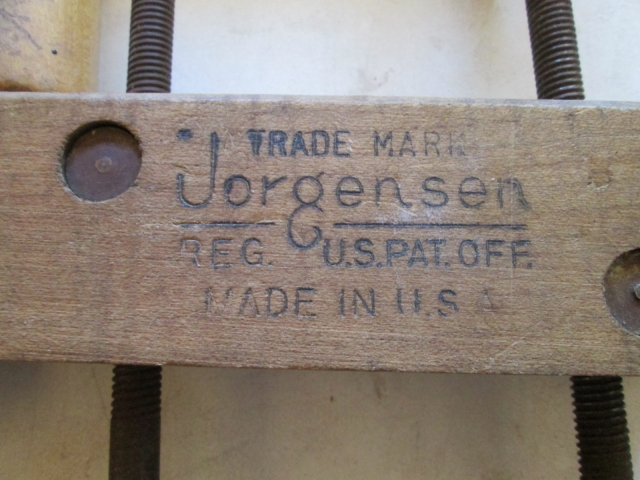 TRADE MARK
"Jorgensen"
REG. U.S.PAT.OFF.
MADE IN U.S.A